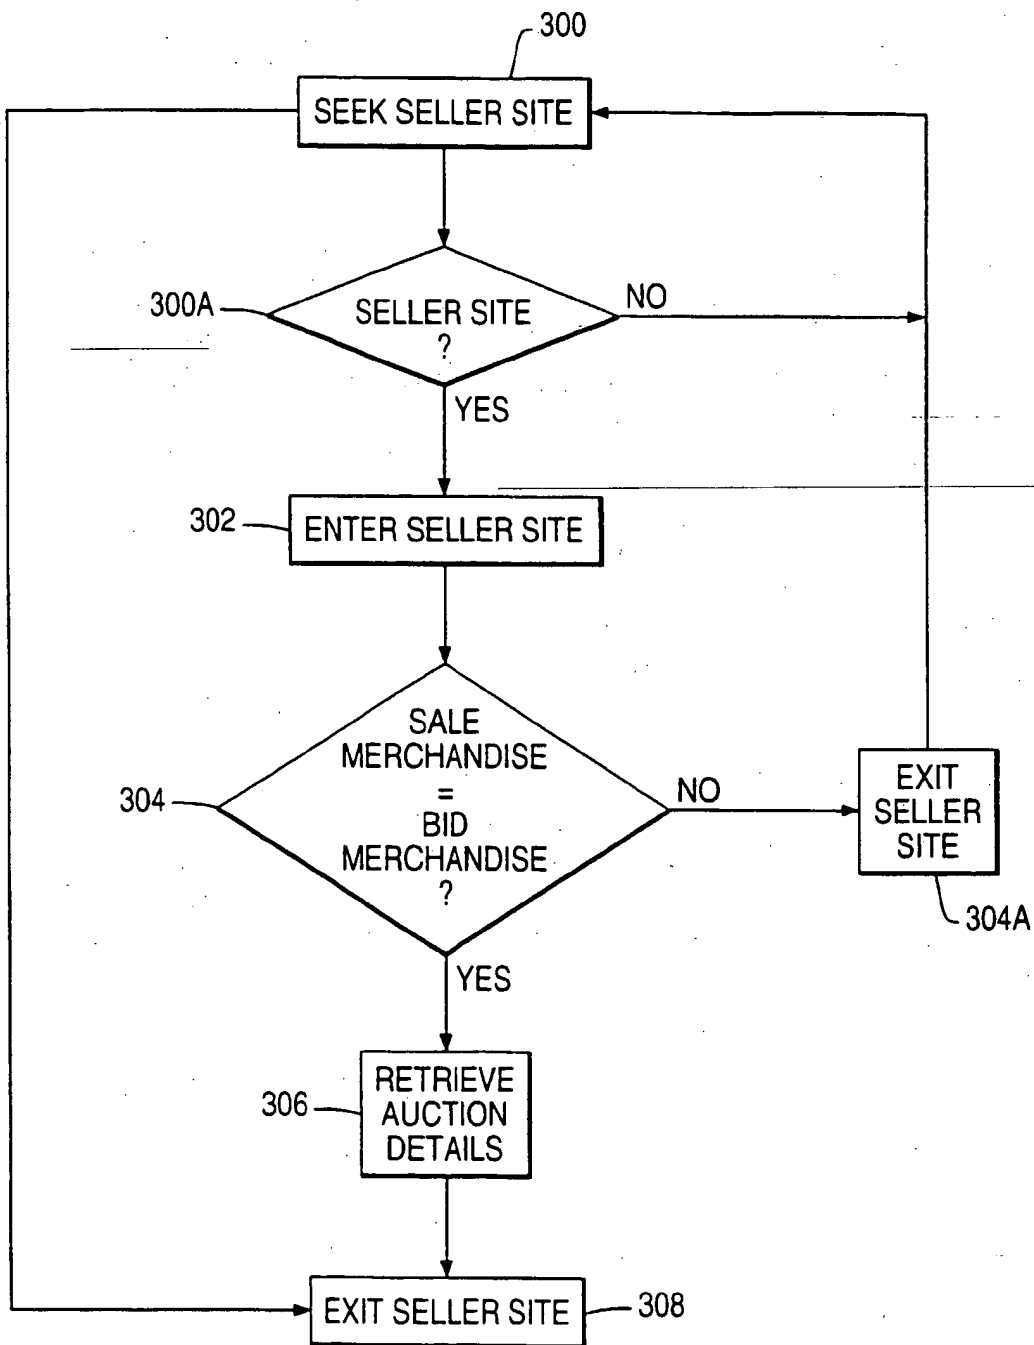 300
SEEK SELLER SITE
300A
SELLER SITE
?
NO
YES
302
ENTER SELLER SITE
304
SALE
MERCHANDISE
=
BID
MERCHANDISE
?
NO
EXIT
SELLER
SITE
304A
YES
306
RETRIEVE
AUCTION
DETAILS
EXIT SELLER SITE
308